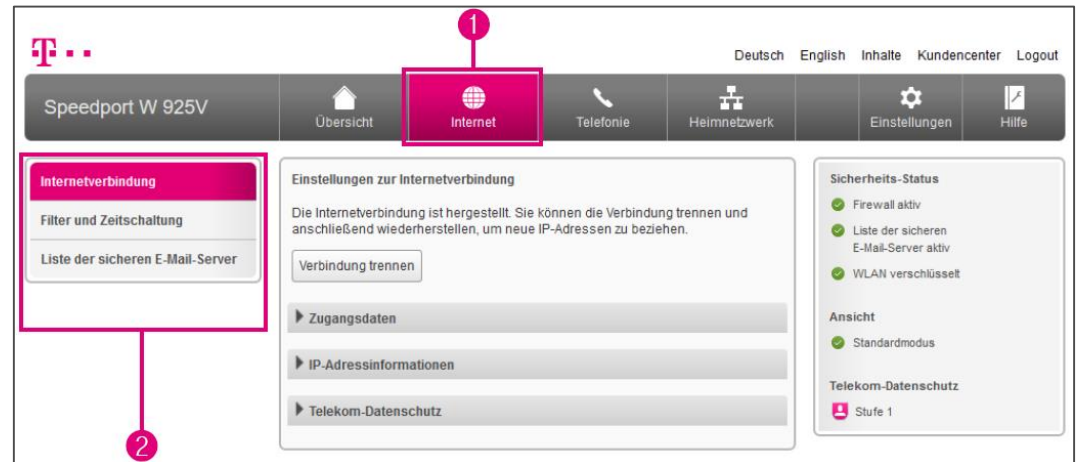 1
T
Deutsch English Inhalte Kundencenter Logout
Speedport W 925V
Übersicht
Internet
Telefonie
Heimnetzwerk
Einstellungen
Hilfe
Internetverbindung
Filter und Zeitschaltung
Liste der sicheren E-Mail-Server
2
Einstellungen zur Internetverbindung
Die Internetverbindung ist hergestellt. Sie können die Verbindung trennen und
anschließend wiederherstellen, um neue IP-Adressen zu beziehen.
Verbindung trennen
Zugangsdaten
IP-Adressinformationen
Telekom-Datenschutz
Sicherheits-Status
Firewall aktiv
Liste der sicheren
E-Mail-Server aktiv
WLAN verschlüsselt
Ansicht
Standardmodus
Telekom-Datenschutz
Stufe 1